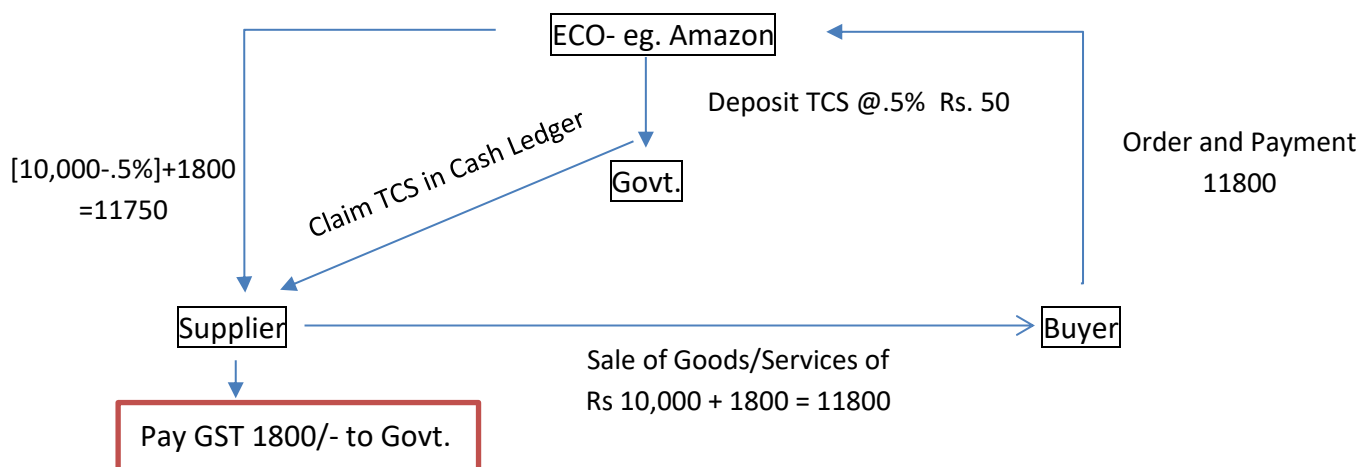 ECO- eg. Amazon
Deposit TCS @.5%  Rs. 50
Order and Payment
11800
[10,000-.5%]+1800
=11750
Claim TCS in Cash Ledger
Govt.
Supplier
Buyer
Sale of Goods/Services of
Rs 10,000 + 1800 = 11800
Pay GST 1800/- to Govt.